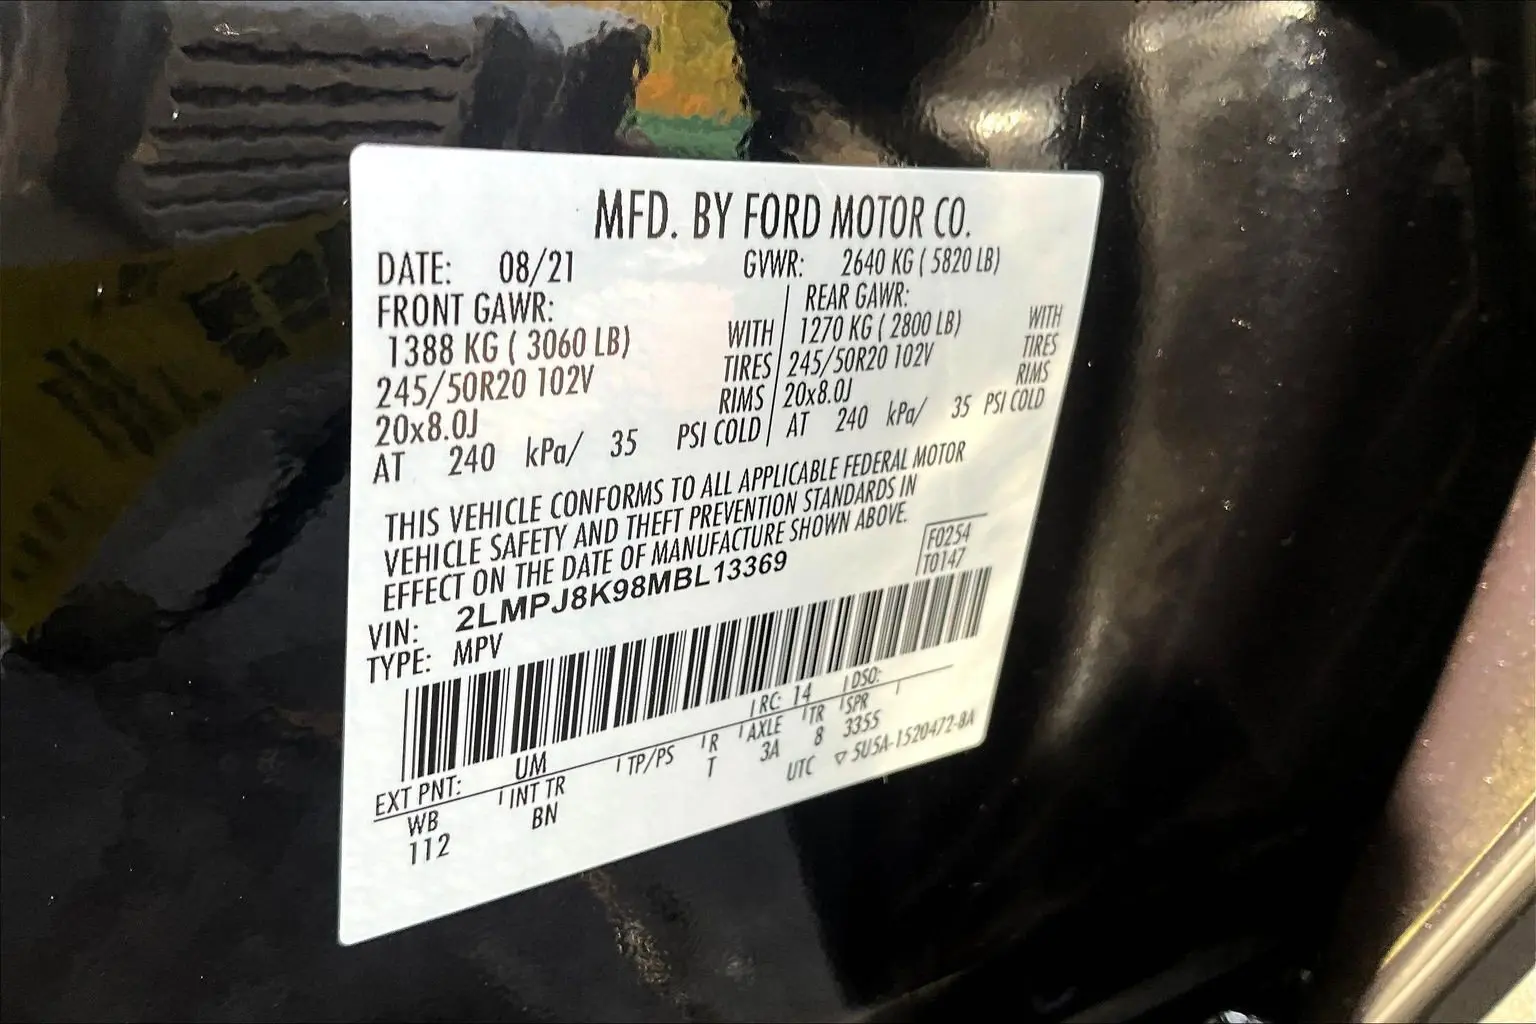 MFD. BY FORD MOTOR CO.
DATE: 08/21 GVWR: 2640 KG ( 5820 LB)
FRONT GAWR: REAR GAWR:
1388 KG ( 3060 LB) WITH 1270 KG ( 2800 LB) WITH
245/50R20 102V TIRES 245/50R20 102V TIRES
20x8.0J RIMS 20x8.0J RIMS
AT 240 kPa/ 35 PSI COLD AT 240 kPa/ 35 PSI COLD
THIS VEHICLE CONFORMS TO ALL APPLICABLE FEDERAL MOTOR
VEHICLE SAFETY AND THEFT PREVENTION STANDARDS IN
EFFECT ON THE DATE OF MANUFACTURE SHOWN ABOVE.
F0254
T0147
VIN: 2LMPJ8K98MBL13369
TYPE: MPV
EXT PNT: UM RC: 14 DSO:
WB INT TR TP/PS R AXLE TR SPR
112 BN T 3A 8 3355
UTC ▽ 5U5A-1520472-BA